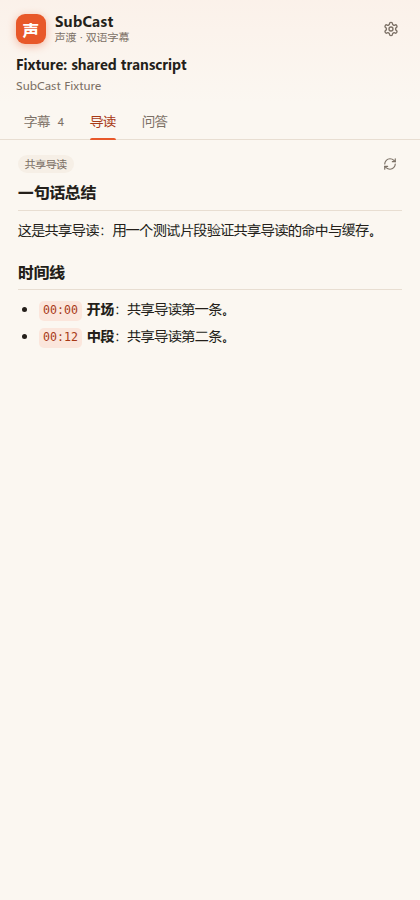 声
SubCast
声渡 · 双语字幕
Fixture: shared transcript
SubCast Fixture
字幕 4 导读 问答
共享导读
一句话总结
这是共享导读：用一个测试片段验证共享导读的命中与缓存。
时间线
• 00:00 开场：共享导读第一条。
• 00:12 中段：共享导读第二条。